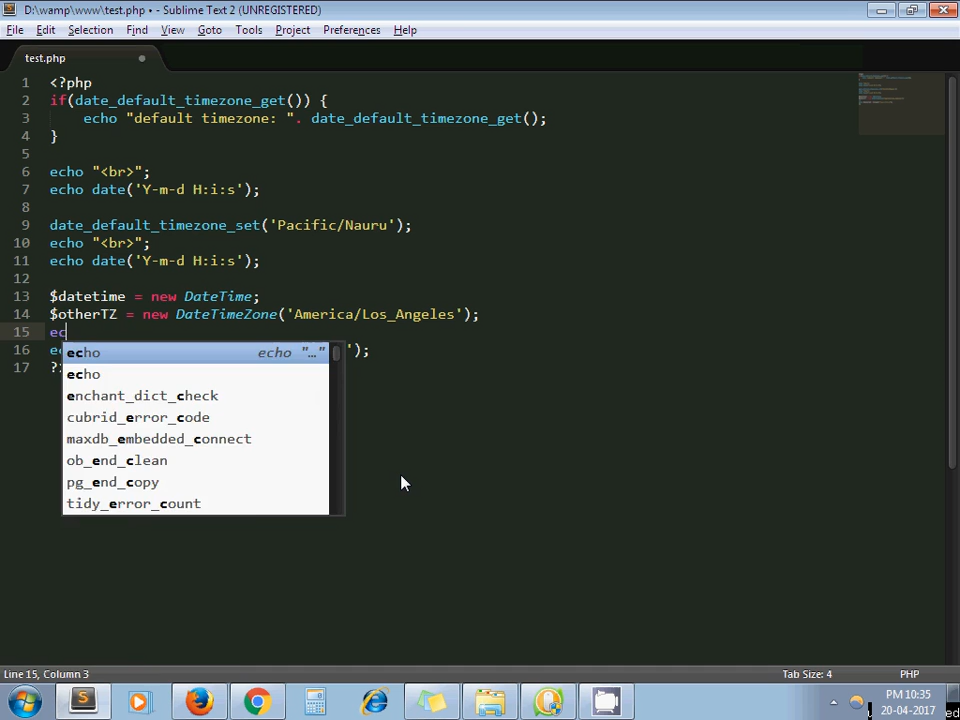 D:\wamp\www\test.php • - Sublime Text 2 (UNREGISTERED)
File Edit Selection Find View Goto Tools Project Preferences Help
test.php
1 <?php
2 if(date_default_timezone_get()) {
3 echo "default timezone: ". date_default_timezone_get();
4 }
5
6 echo "<br>";
7 echo date('Y-m-d H:i:s');
8
9 date_default_timezone_set('Pacific/Nauru');
10 echo "<br>";
11 echo date('Y-m-d H:i:s');
12
13 $datetime = new DateTime;
14 $otherTZ = new DateTimeZone('America/Los_Angeles');
15 ec
16 e ');
17 ?
echo echo "…"
echo
enchant_dict_check
cubrid_error_code
maxdb_embedded_connect
ob_end_clean
pg_end_copy
tidy_error_count
Line 15, Column 3 Tab Size: 4 PHP
PM 10:35
20-04-2017